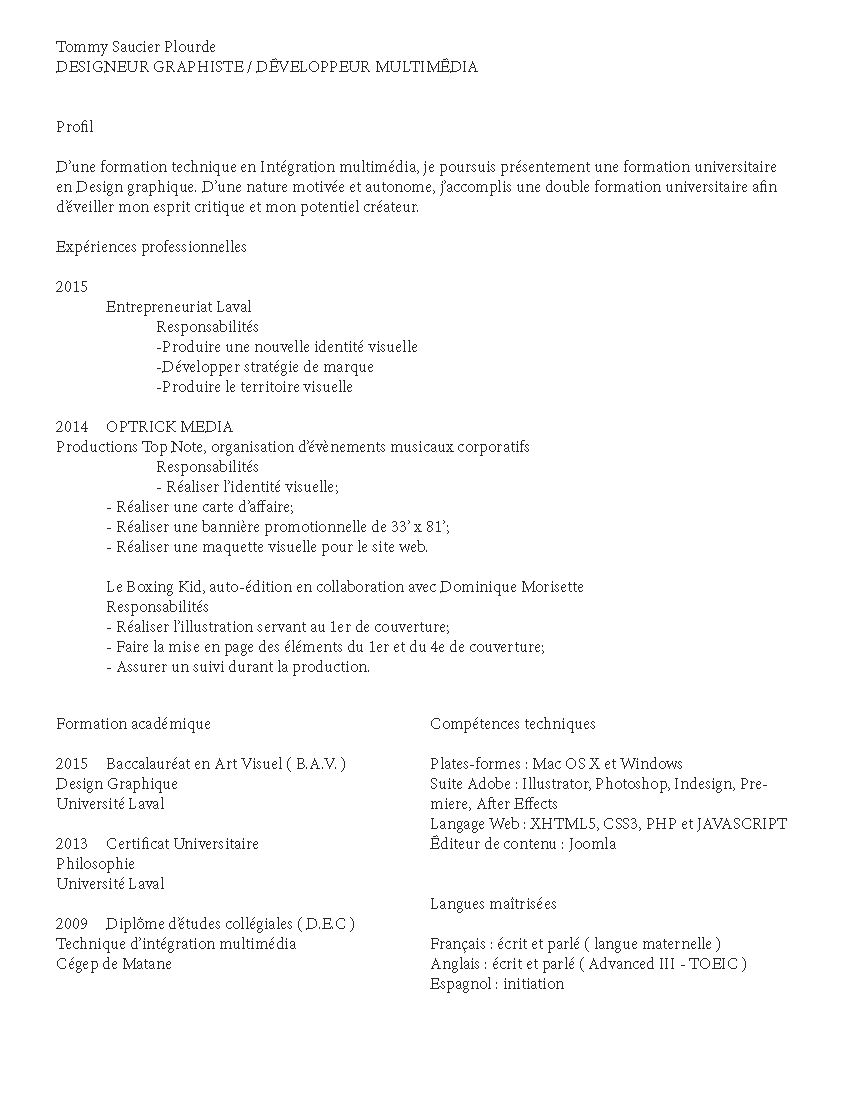 Tommy Saucier Plourde
DESIGNEUR GRAPHISTE / DÉVELOPPEUR MULTIMÉDIA
Profil
D'une formation technique en Intégration multimédia, je poursuis présentement une formation universitaire
en Design graphique. D'une nature motivée et autonome, j'accomplis une double formation universitaire afin
d'éveiller mon esprit critique et mon potentiel créateur.
Expériences professionnelles
2015
Entrepreneuriat Laval
Responsabilités
-Produire une nouvelle identité visuelle
-Développer stratégie de marque
-Produire le territoire visuelle
2014 OPTRICK MEDIA
Productions Top Note, organisation d'évènements musicaux corporatifs
Responsabilités
- Réaliser l'identité visuelle;
- Réaliser une carte d'affaire;
- Réaliser une bannière promotionnelle de 33' x 81';
- Réaliser une maquette visuelle pour le site web.
Le Boxing Kid, auto-édition en collaboration avec Dominique Morisette
Responsabilités
- Réaliser l'illustration servant au 1er de couverture;
- Faire la mise en page des éléments du 1er et du 4e de couverture;
- Assurer un suivi durant la production.
Formation académique
2015 Baccalauréat en Art Visuel ( B.A.V. )
Design Graphique
Université Laval
2013 Certificat Universitaire
Philosophie
Université Laval
2009 Diplôme d'études collégiales ( D.E.C )
Technique d'intégration multimédia
Cégep de Matane
Compétences techniques
Plates-formes : Mac OS X et Windows
Suite Adobe : Illustrator, Photoshop, Indesign, Pre-
miere, After Effects
Langage Web : XHTML5, CSS3, PHP et JAVASCRIPT
Éditeur de contenu : Joomla
Langues maîtrisées
Français : écrit et parlé ( langue maternelle )
Anglais : écrit et parlé ( Advanced III - TOEIC )
Espagnol : initiation